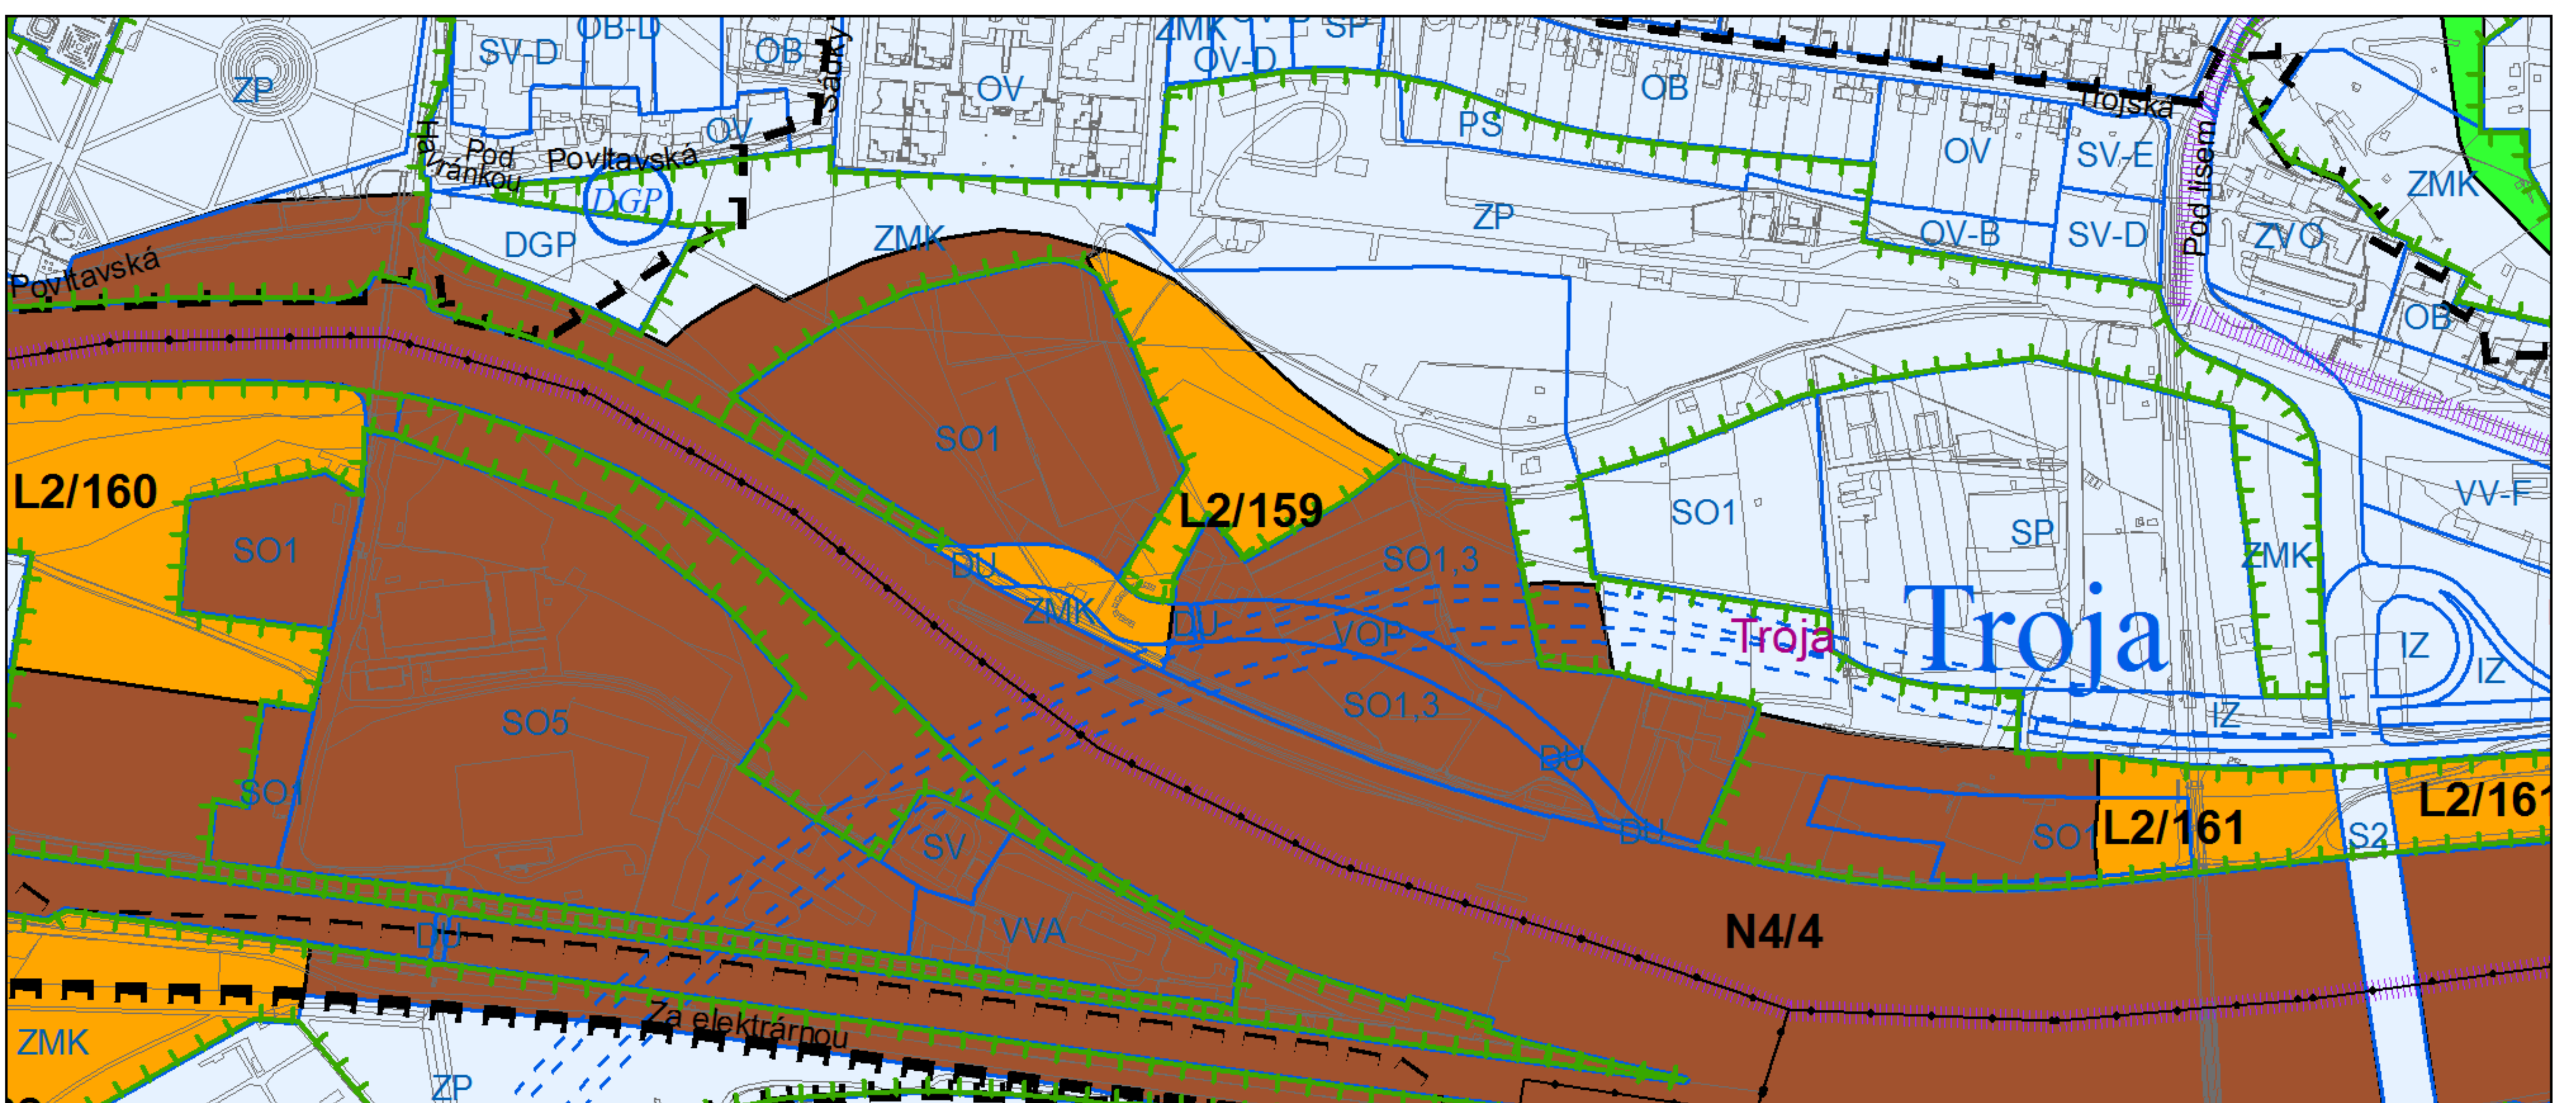 ZP
SV-D
OB-D
OB
OV
Sádky
OV
ZMK
OV-D
SP
OB
PS
OV
SV-E
Trojská
Pod lisem
ZMK
Havránkou
Pod
Povltavská
DGP
DGP
ZMK
ZP
OV-B
SV-D
ZVO
OB
Povltavská
SO1
L2/160
SO1
L2/159
SO1,3
SO1
SP
ZMK
VV-F
DU
ZMK
DU
VOP
Troja
Troja
IZ
IZ
IZ
SO5
SO1,3
DU
SO1
SV
DU
SO1
L2/161
S2
L2/161
DU
VVA
N4/4
Za elektrárnou
ZMK
ZP